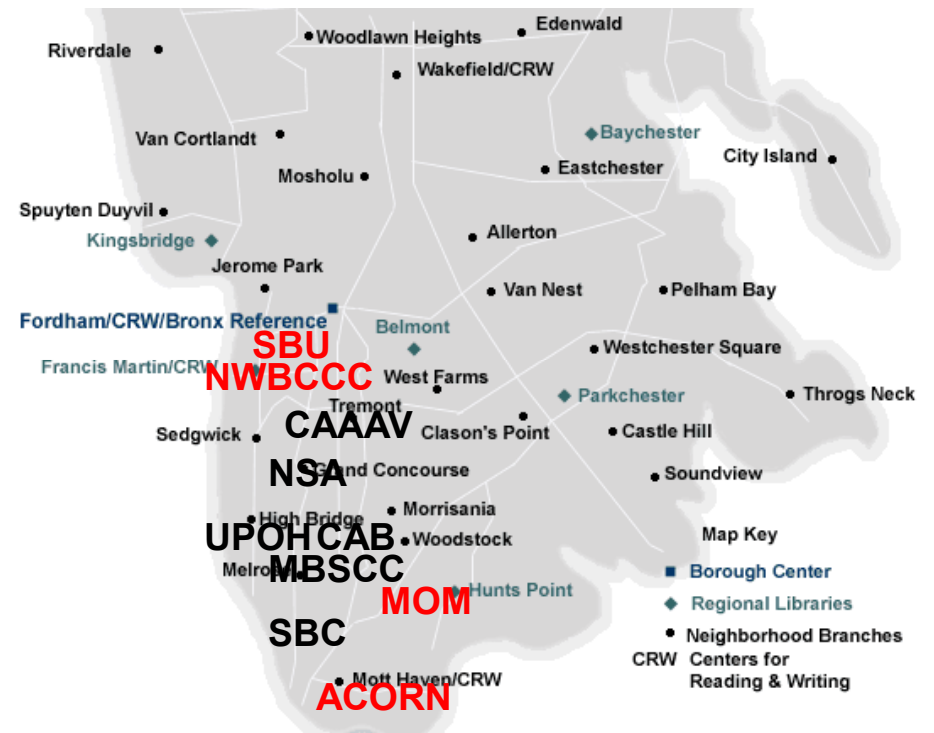 Edenwald
Woodlawn Heights
Riverdale
Wakefield/CRW
Baychester
Van Cortlandt
City Island
Eastchester
Mosholu
Spuyten Duyvil
Allerton
Kingsbridge
Jerome Park
Van Nest
Pelham Bay
Fordham/CRW/Bronx Reference
Belmont
SBU
Westchester Square
Francis Martin/CRW
NWBCCC
West Farms
Throgs Neck
Parkchester
Tremont
CAAAV
Clason's Point
Castle Hill
Sedgwick
NSA
Grand Concourse
Soundview
Morrisania
High Bridge
UPOH
CAB
Woodstock
Map Key
Melrose
MBSCC
Borough Center
Hunts Point
MOM
Regional Libraries
SBC
Neighborhood Branches
CRW Centers for
Reading & Writing
Mott Haven/CRW
ACORN